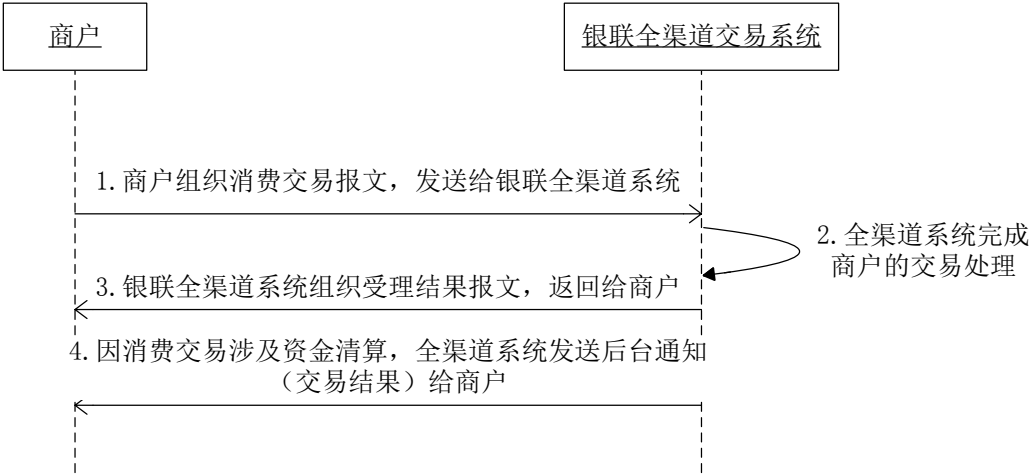 商户
银联全渠道交易系统
1.商户组织消费交易报文，发送给银联全渠道系统
2.全渠道系统完成
商户的交易处理
3.银联全渠道系统组织受理结果报文，返回给商户
4.因消费交易涉及资金清算，全渠道系统发送后台通知
（交易结果）给商户